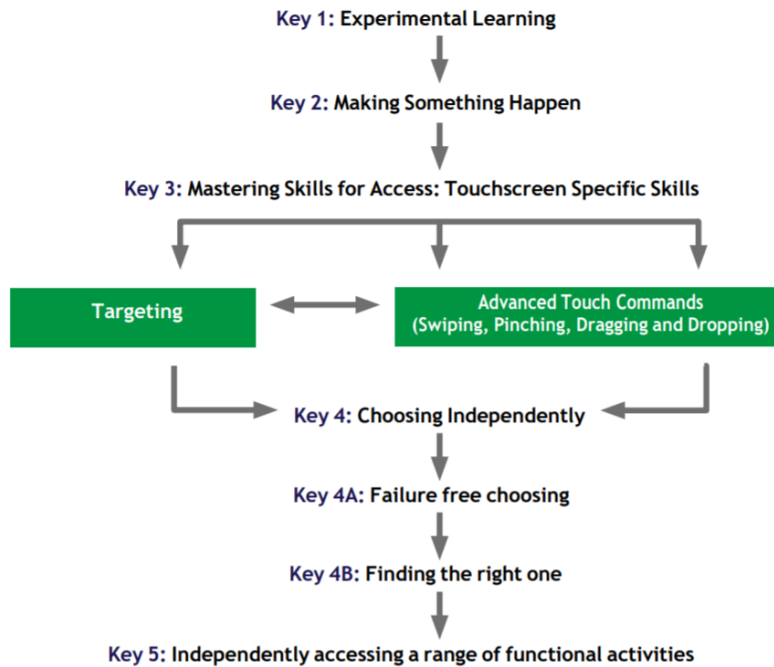 Key 1: Experimental Learning
Key 2: Making Something Happen
Key 3: Mastering Skills for Access: Touchscreen Specific Skills
Targeting
Advanced Touch Commands
(Swiping, Pinching, Dragging and Dropping)
Key 4: Choosing Independently
Key 4A: Failure free choosing
Key 4B: Finding the right one
Key 5: Independently accessing a range of functional activities